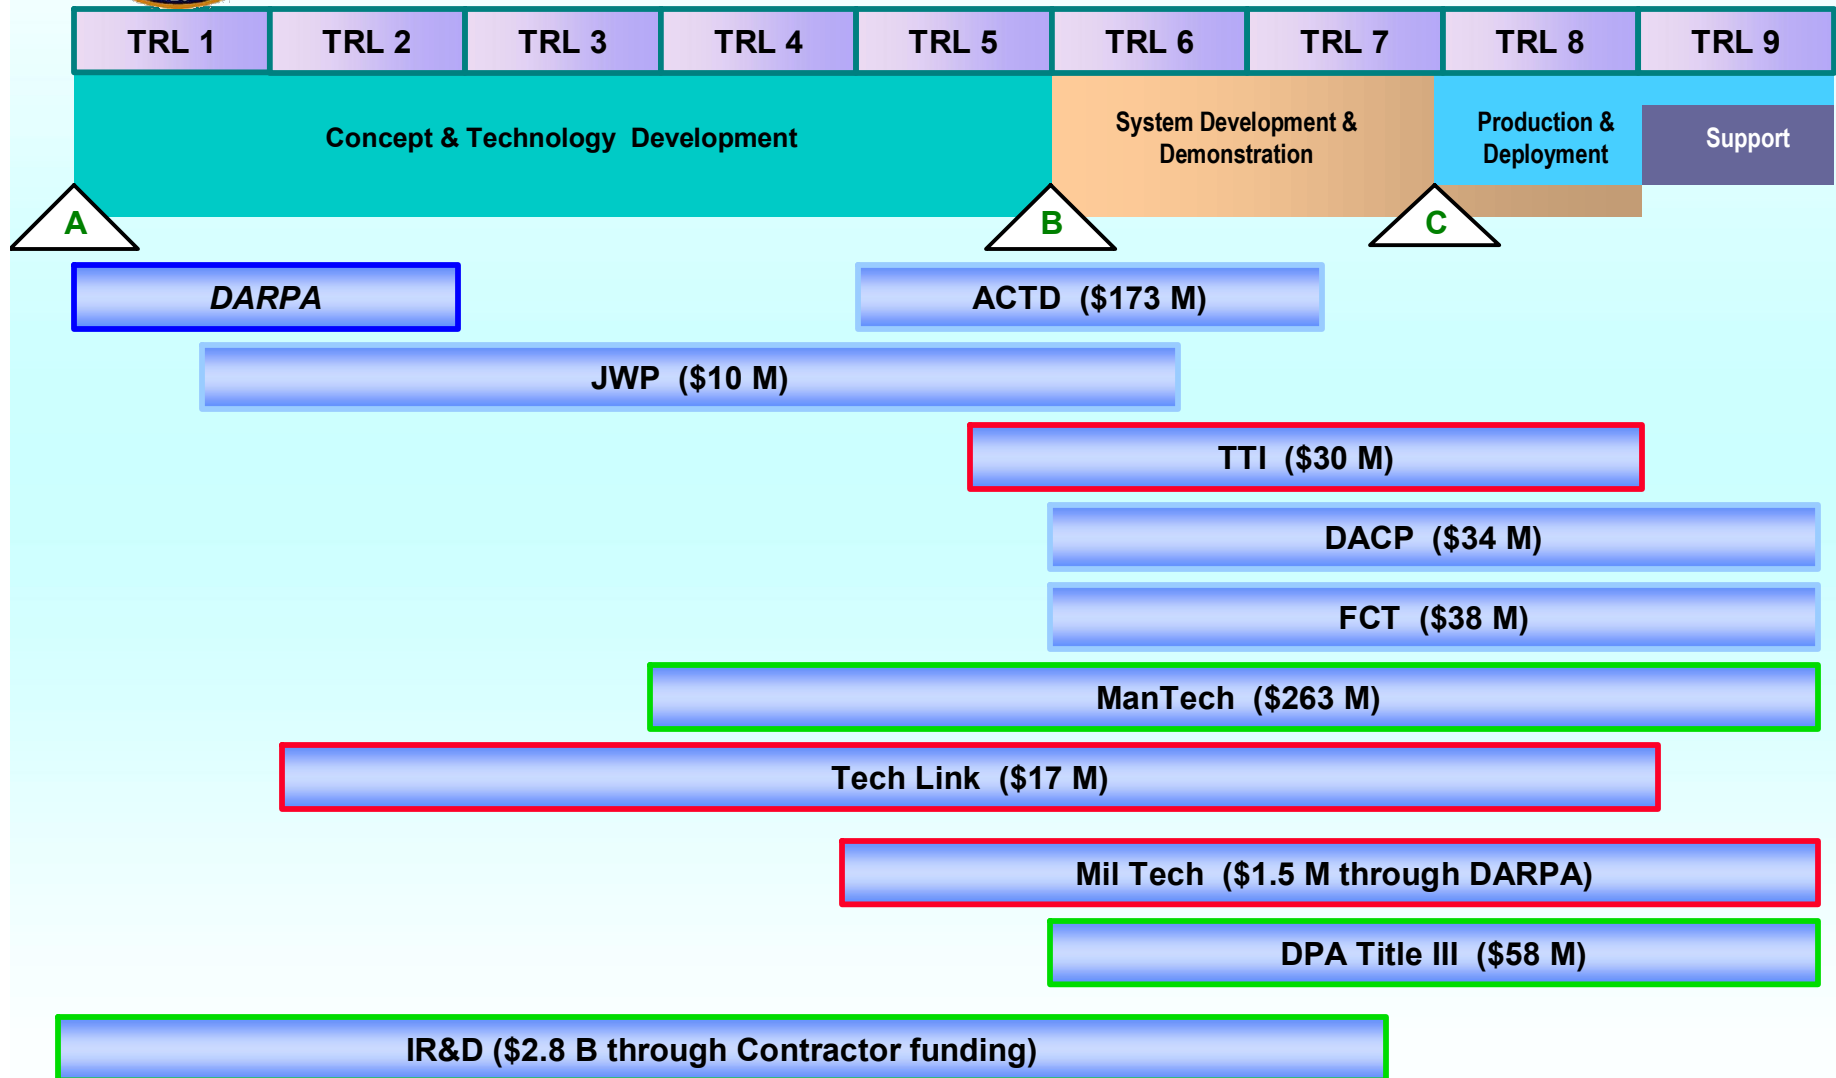 TRL 1 TRL 2 TRL 3 TRL 4 TRL 5 TRL 6 TRL 7 TRL 8 TRL 9
Concept & Technology Development
System Development &
Demonstration
Production &
Deployment
Support
A
B
C
DARPA
ACTD ($173 M)
JWP ($10 M)
TTI ($30 M)
DACP ($34 M)
FCT ($38 M)
ManTech ($263 M)
Tech Link ($17 M)
Mil Tech ($1.5 M through DARPA)
DPA Title III ($58 M)
IR&D ($2.8 B through Contractor funding)